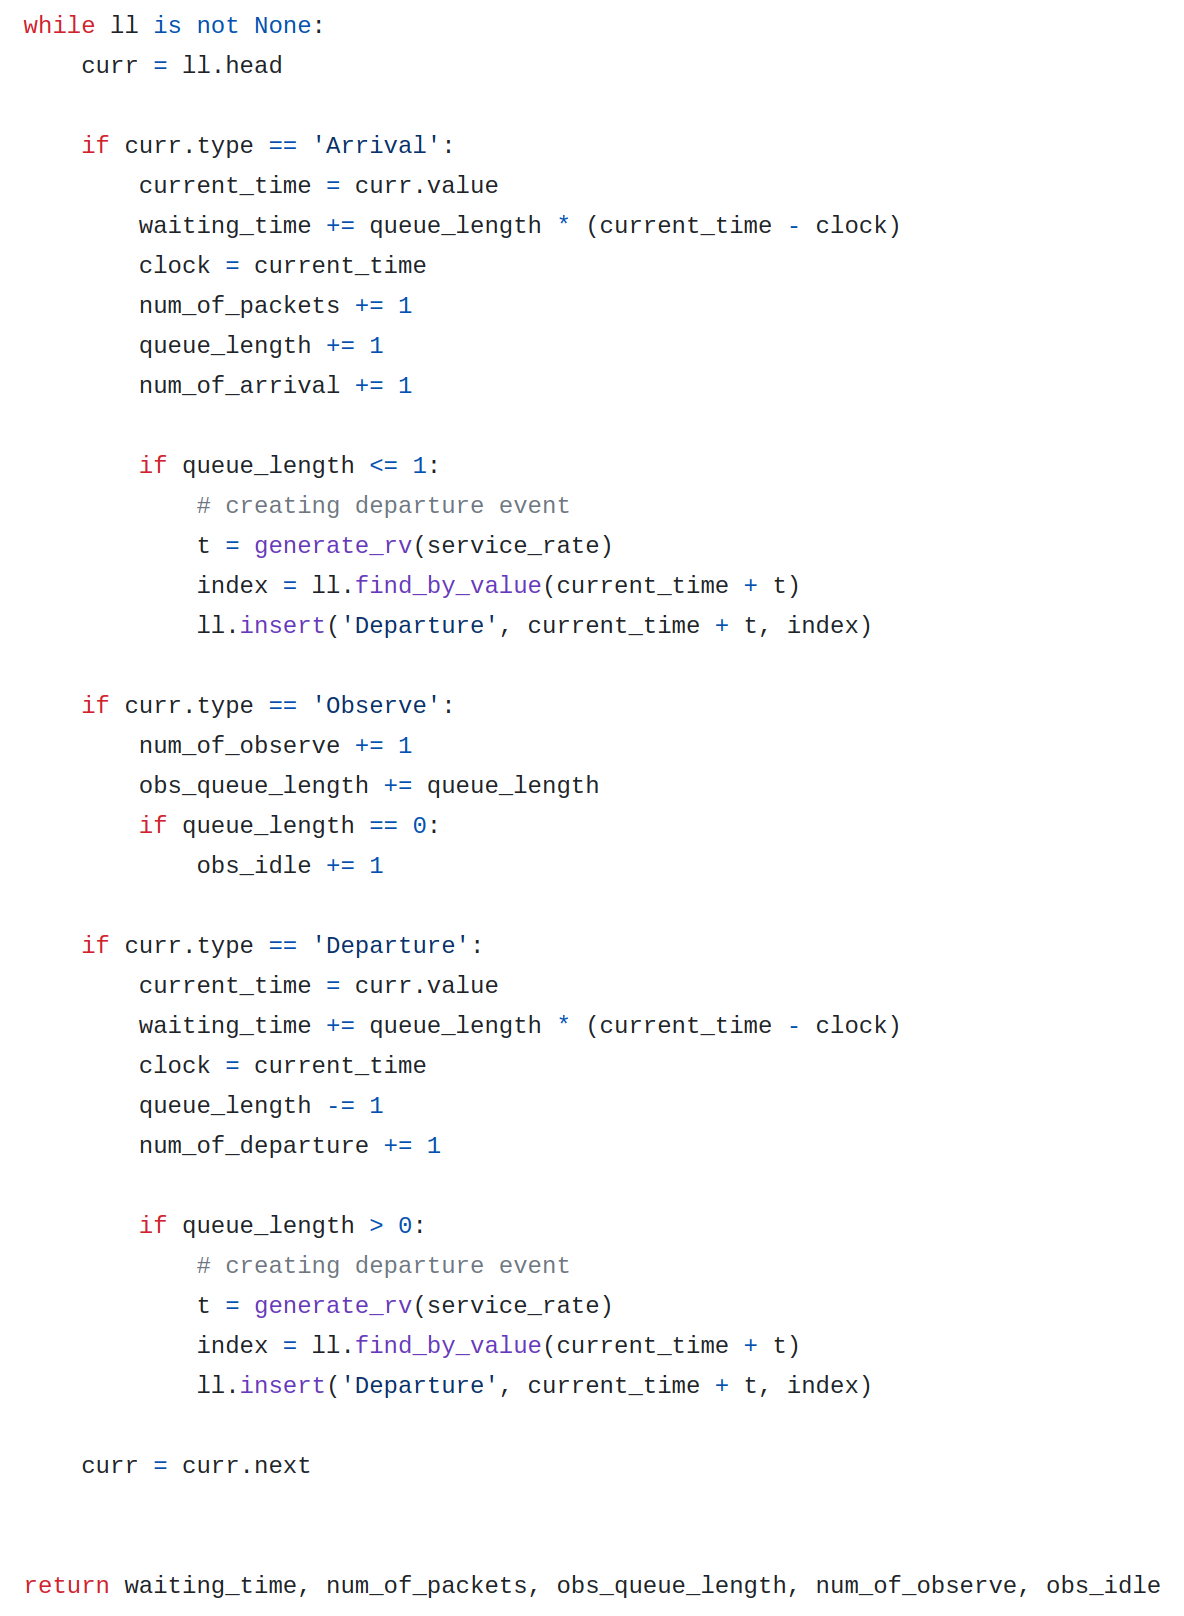 while ll is not None:
    curr = ll.head

    if curr.type == 'Arrival':
        current_time = curr.value
        waiting_time += queue_length * (current_time - clock)
        clock = current_time
        num_of_packets += 1
        queue_length += 1
        num_of_arrival += 1

        if queue_length <= 1:
            # creating departure event
            t = generate_rv(service_rate)
            index = ll.find_by_value(current_time + t)
            ll.insert('Departure', current_time + t, index)

    if curr.type == 'Observe':
        num_of_observe += 1
        obs_queue_length += queue_length
        if queue_length == 0:
            obs_idle += 1

    if curr.type == 'Departure':
        current_time = curr.value
        waiting_time += queue_length * (current_time - clock)
        clock = current_time
        queue_length -= 1
        num_of_departure += 1

        if queue_length > 0:
            # creating departure event
            t = generate_rv(service_rate)
            index = ll.find_by_value(current_time + t)
            ll.insert('Departure', current_time + t, index)

    curr = curr.next


return waiting_time, num_of_packets, obs_queue_length, num_of_observe, obs_idle